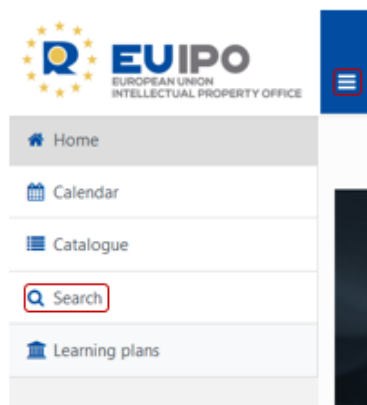 EUIPO
EUROPEAN UNION
INTELLECTUAL PROPERTY OFFICE
Home
Calendar
Catalogue
Search
Learning plans